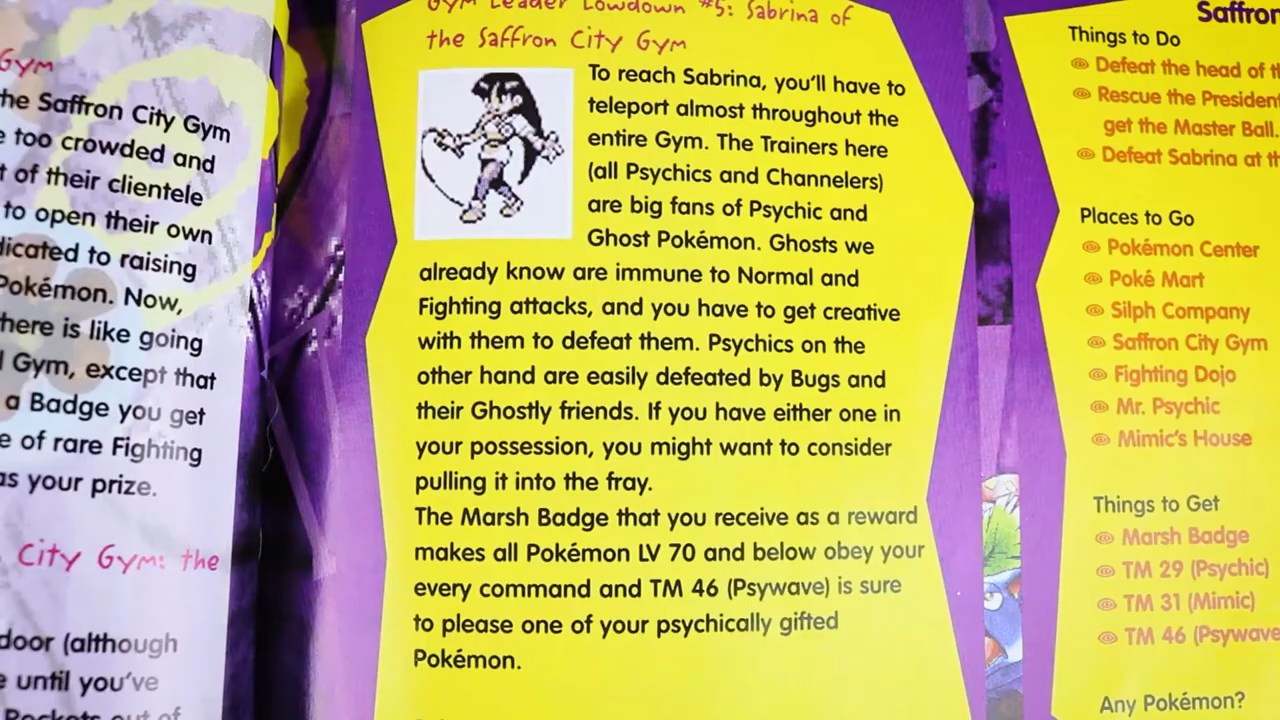 Gym
the Saffron City Gym
too crowded and
t of their clientele
to open their own
dicated to raising
Pokémon. Now,
here is like going
Gym, except that
a Badge you get
e of rare Fighting
as your prize.
City Gym: the
door (although
e until you've
Rockets out of
Gym Leader Lowdown #5: Sabrina of
the Saffron City Gym
To reach Sabrina, you'll have to
teleport almost throughout the
entire Gym. The Trainers here
(all Psychics and Channelers)
are big fans of Psychic and
Ghost Pokémon. Ghosts we
already know are immune to Normal and
Fighting attacks, and you have to get creative
with them to defeat them. Psychics on the
other hand are easily defeated by Bugs and
their Ghostly friends. If you have either one in
your possession, you might want to consider
pulling it into the fray.
The Marsh Badge that you receive as a reward
makes all Pokémon LV 70 and below obey your
every command and TM 46 (Psywave) is sure
to please one of your psychically gifted
Pokémon.
Saffron
Things to Do
Defeat the head of th
Rescue the President
get the Master Ball.
Defeat Sabrina at th
Places to Go
Pokémon Center
Poké Mart
Silph Company
Saffron City Gym
Fighting Dojo
Mr. Psychic
Mimic's House
Things to Get
Marsh Badge
TM 29 (Psychic)
TM 31 (Mimic)
TM 46 (Psywave
Any Pokémon?